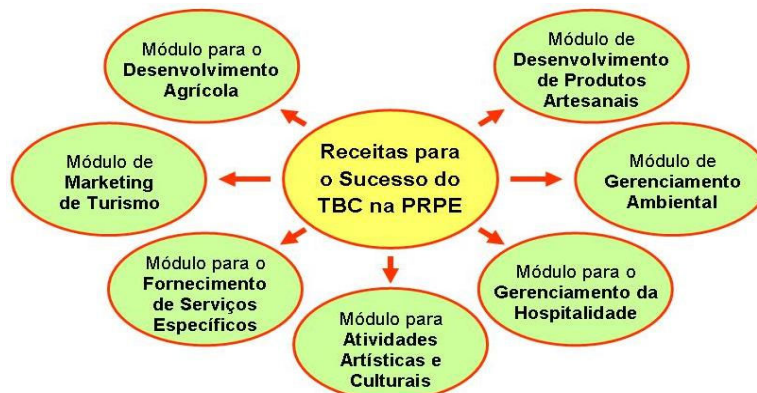 Módulo para o
Desenvolvimento
Agrícola
Módulo de
Desenvolvimento
de Produtos
Artesanais
Receitas para
o Sucesso do
TBC na PRPE
Módulo de
Marketing
de Turismo
Módulo de
Gerenciamento
Ambiental
Módulo para o
Fornecimento
de Serviços
Específicos
Módulo para
Atividades
Artísticas e
Culturais
Módulo para o
Gerenciamento da
Hospitalidade